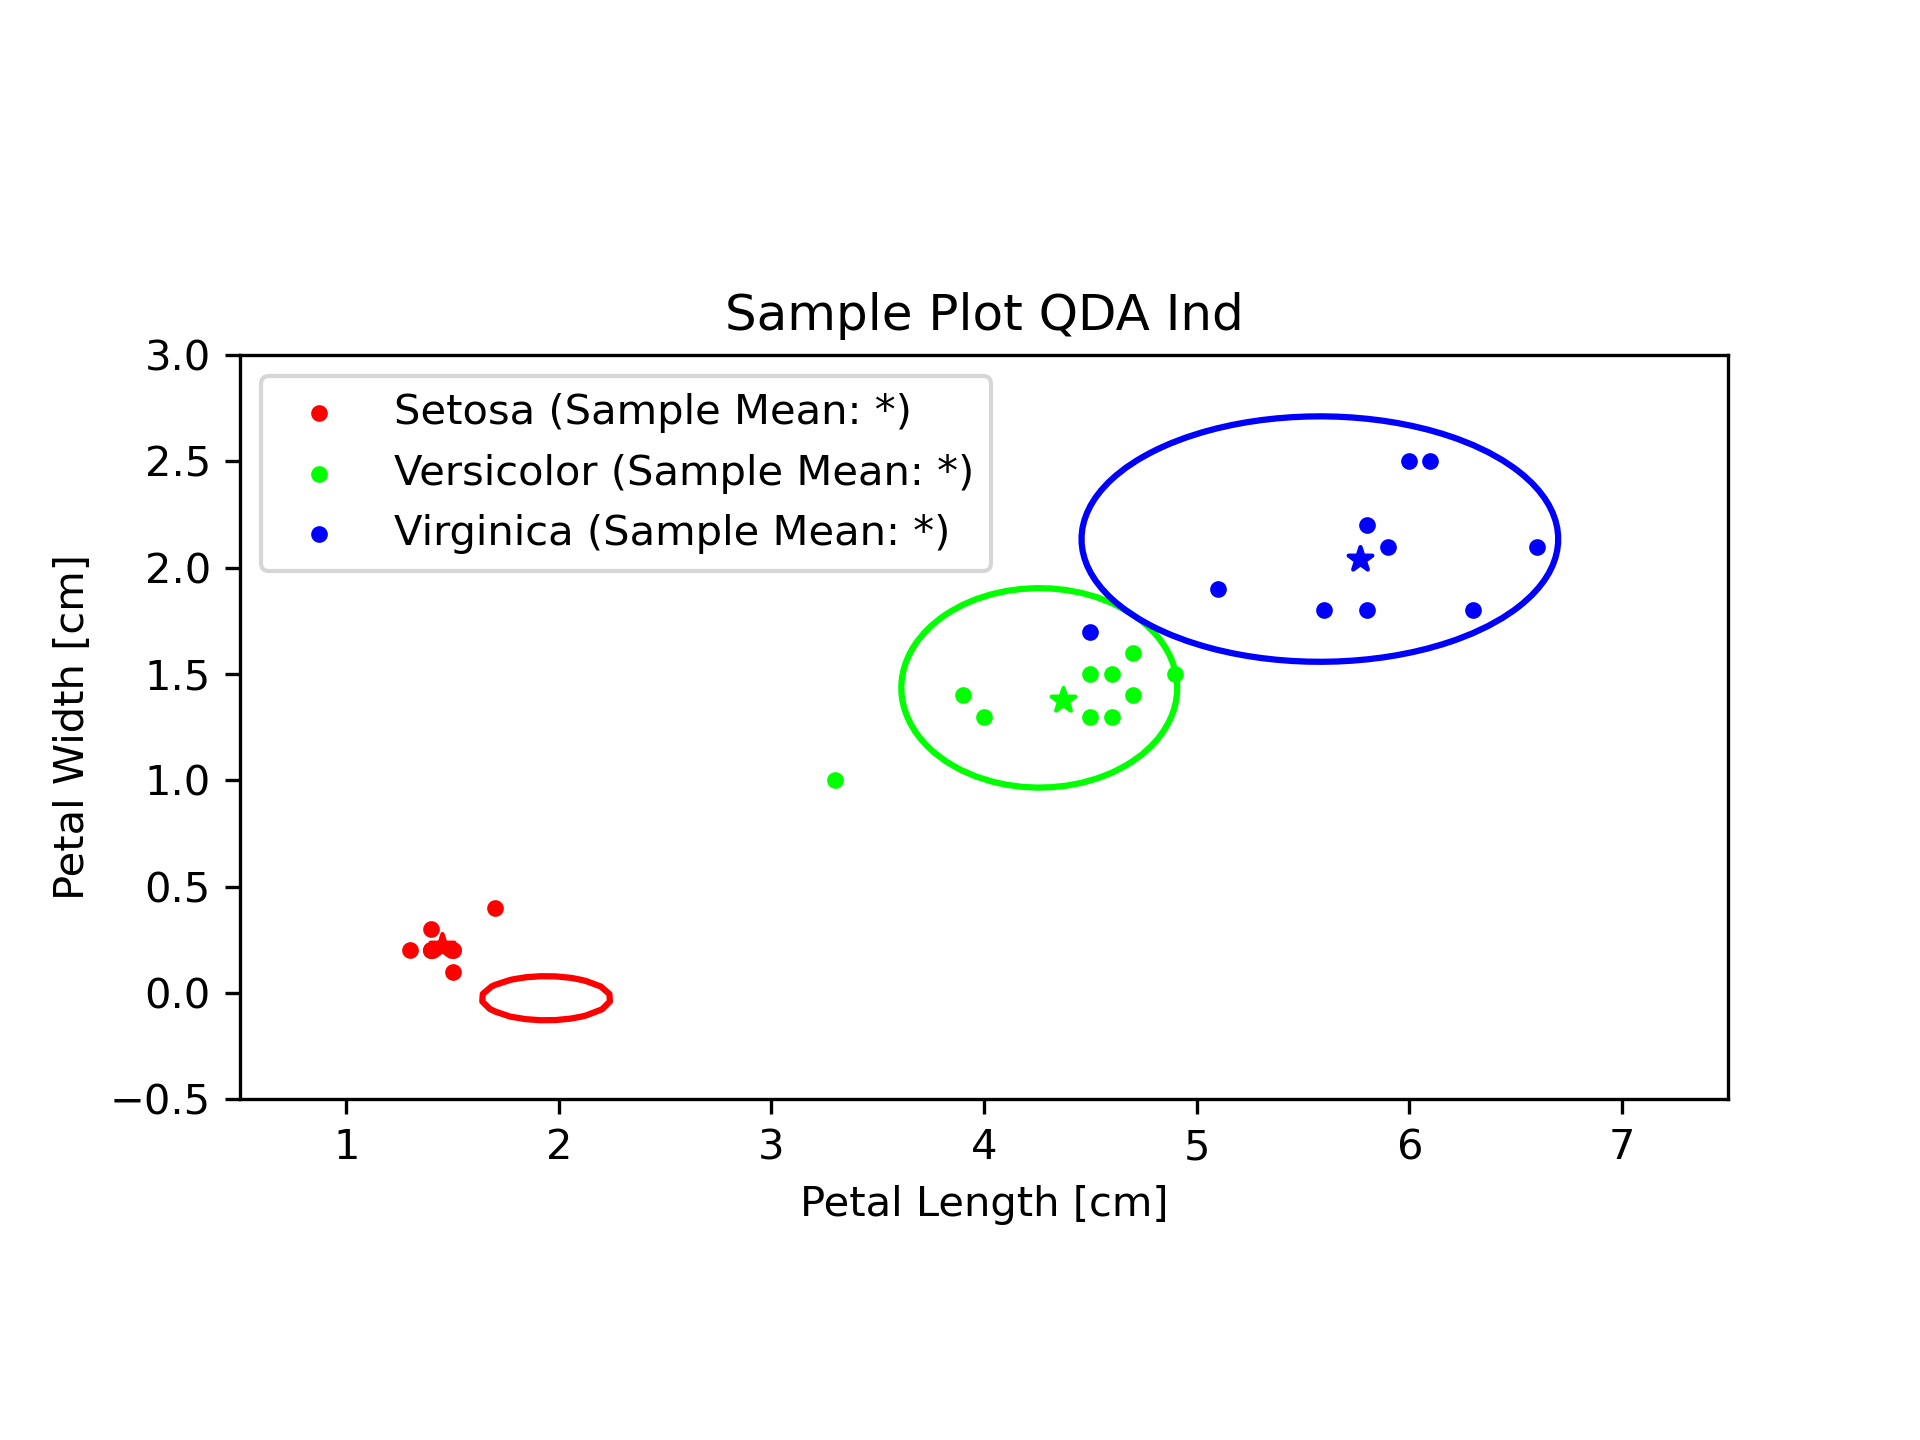 Sample Plot QDA Ind
3.0
2.5
2.0
1.5
1.0
0.5
0.0
−0.5
Petal Width [cm]
Setosa (Sample Mean: *)
Versicolor (Sample Mean: *)
Virginica (Sample Mean: *)
1 2 3 4 5 6 7
Petal Length [cm]